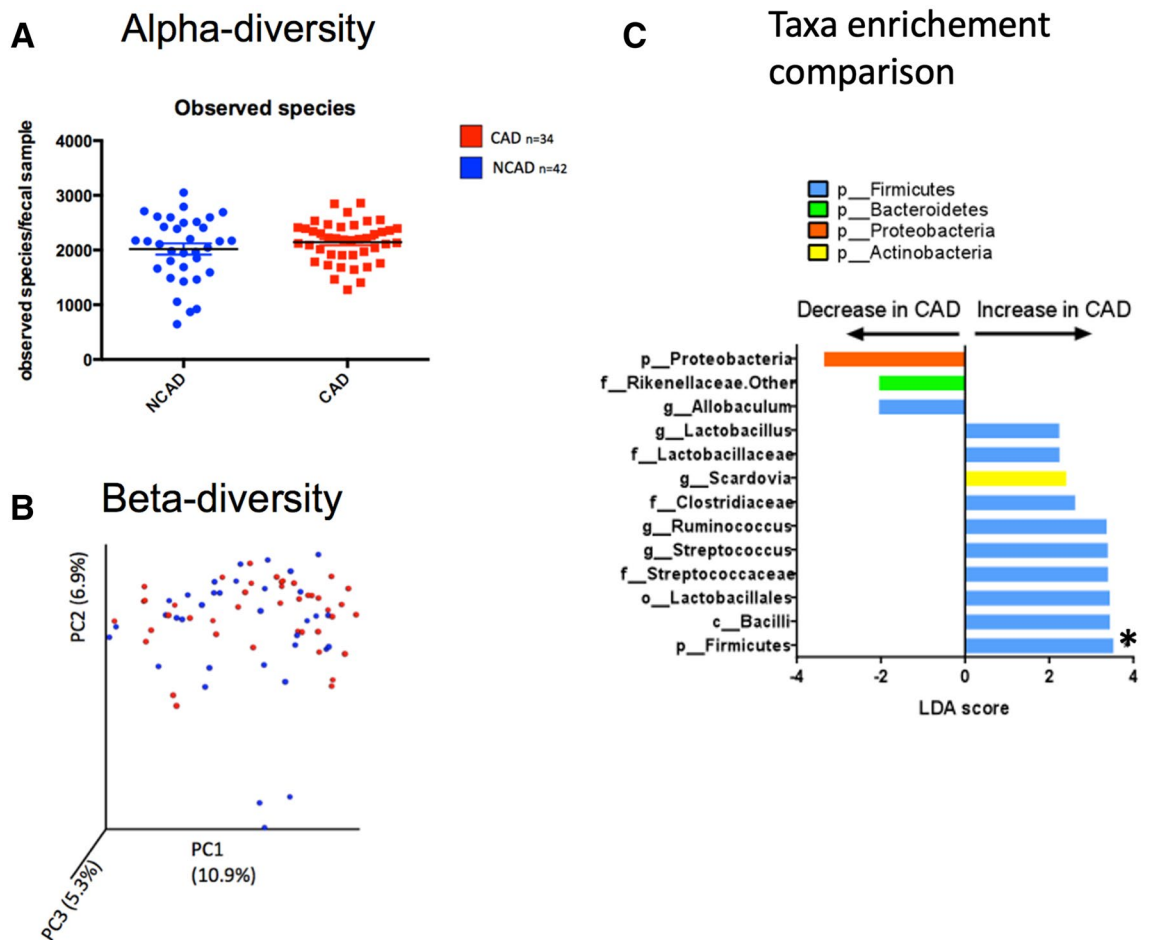 A
Alpha-diversity
Observed species
observed species/fecal sample
4000
3000
2000
1000
0
NCAD
CAD
CAD n=34
NCAD n=42
B
Beta-diversity
PC2 (6.9%)
PC1
(10.9%)
PC3 (5.3%)
C
Taxa enrichement
comparison
p__Firmicutes
p__Bacteroidetes
p__Proteobacteria
p__Actinobacteria
Decrease in CAD
Increase in CAD
p__Proteobacteria
f__Rikenellaceae.Other
g__Allobaculum
g__Lactobacillus
f__Lactobacillaceae
g__Scardovia
f__Clostridiaceae
g__Ruminococcus
g__Streptococcus
f__Streptococcaceae
o__Lactobacillales
c__Bacilli
p__Firmicutes
*
-4 -2 0 2 4
LDA score